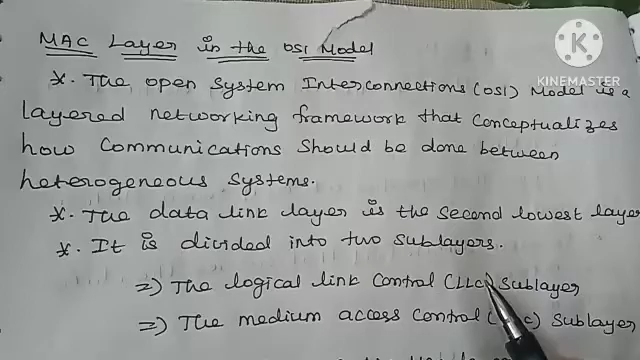 MAC Layer in the OSI Model
KINEMASTER
*. The open system Interconnections (OSI) Model is a
layered networking framework that conceptualizes
how communications should be done between
heterogeneous systems.
*. The data link layer is the second lowest layer
*. It is divided into two sublayers.
=) The logical link control (LLC) sublayer
=) The medium access control ( c) sublayer